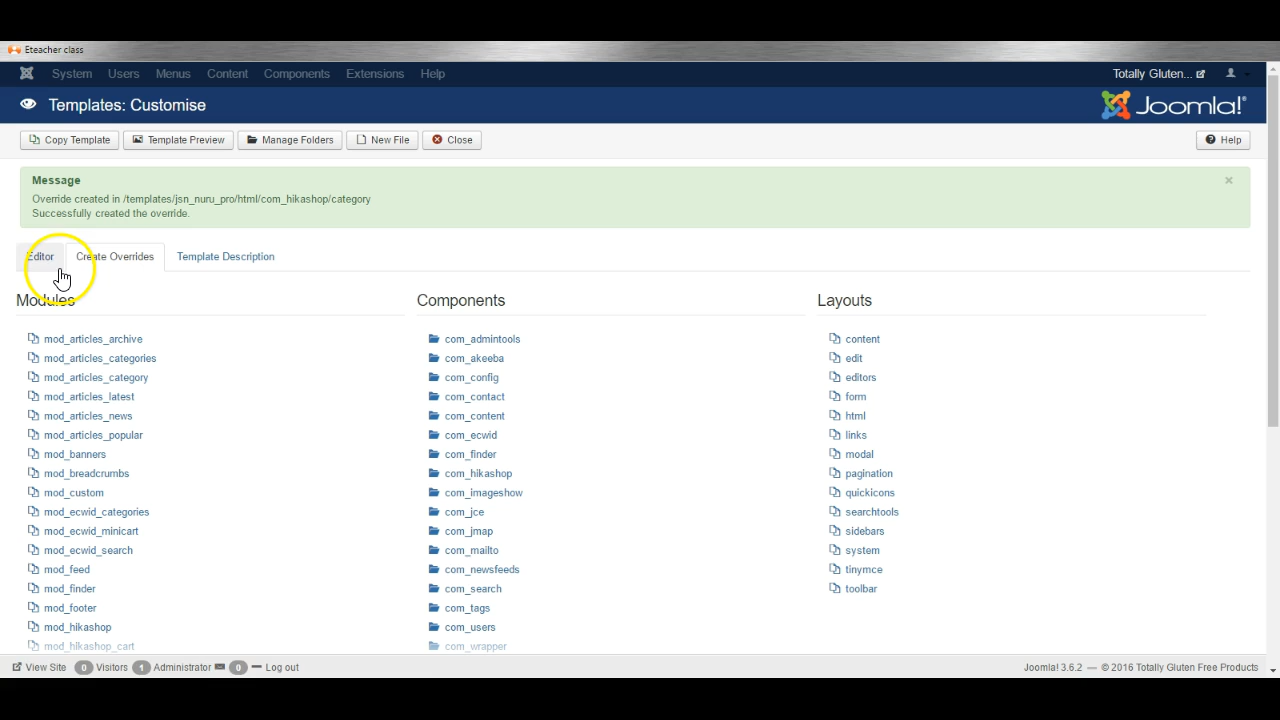 Eteacher class
System Users Menus Content Components Extensions Help
Totally Gluten...
Templates: Customise
Joomla!®
Copy Template
Template Preview
Manage Folders
New File
Close
Help
Message
×
Override created in /templates/jsn_nuru_pro/html/com_hikashop/category
Successfully created the override.
Editor
Create Overrides
Template Description
Modules
mod_articles_archive
mod_articles_categories
mod_articles_category
mod_articles_latest
mod_articles_news
mod_articles_popular
mod_banners
mod_breadcrumbs
mod_custom
mod_ecwid_categories
mod_ecwid_minicart
mod_ecwid_search
mod_feed
mod_finder
mod_footer
mod_hikashop
mod_hikashop_cart
Components
com_admintools
com_akeeba
com_config
com_contact
com_content
com_ecwid
com_finder
com_hikashop
com_imageshow
com_jce
com_jmap
com_mailto
com_newsfeeds
com_search
com_tags
com_users
com_wrapper
Layouts
content
edit
editors
form
html
links
modal
pagination
quickicons
searchtools
sidebars
system
tinymce
toolbar
View Site 0 Visitors 1 Administrator 0 Log out
Joomla! 3.6.2 — © 2016 Totally Gluten Free Products